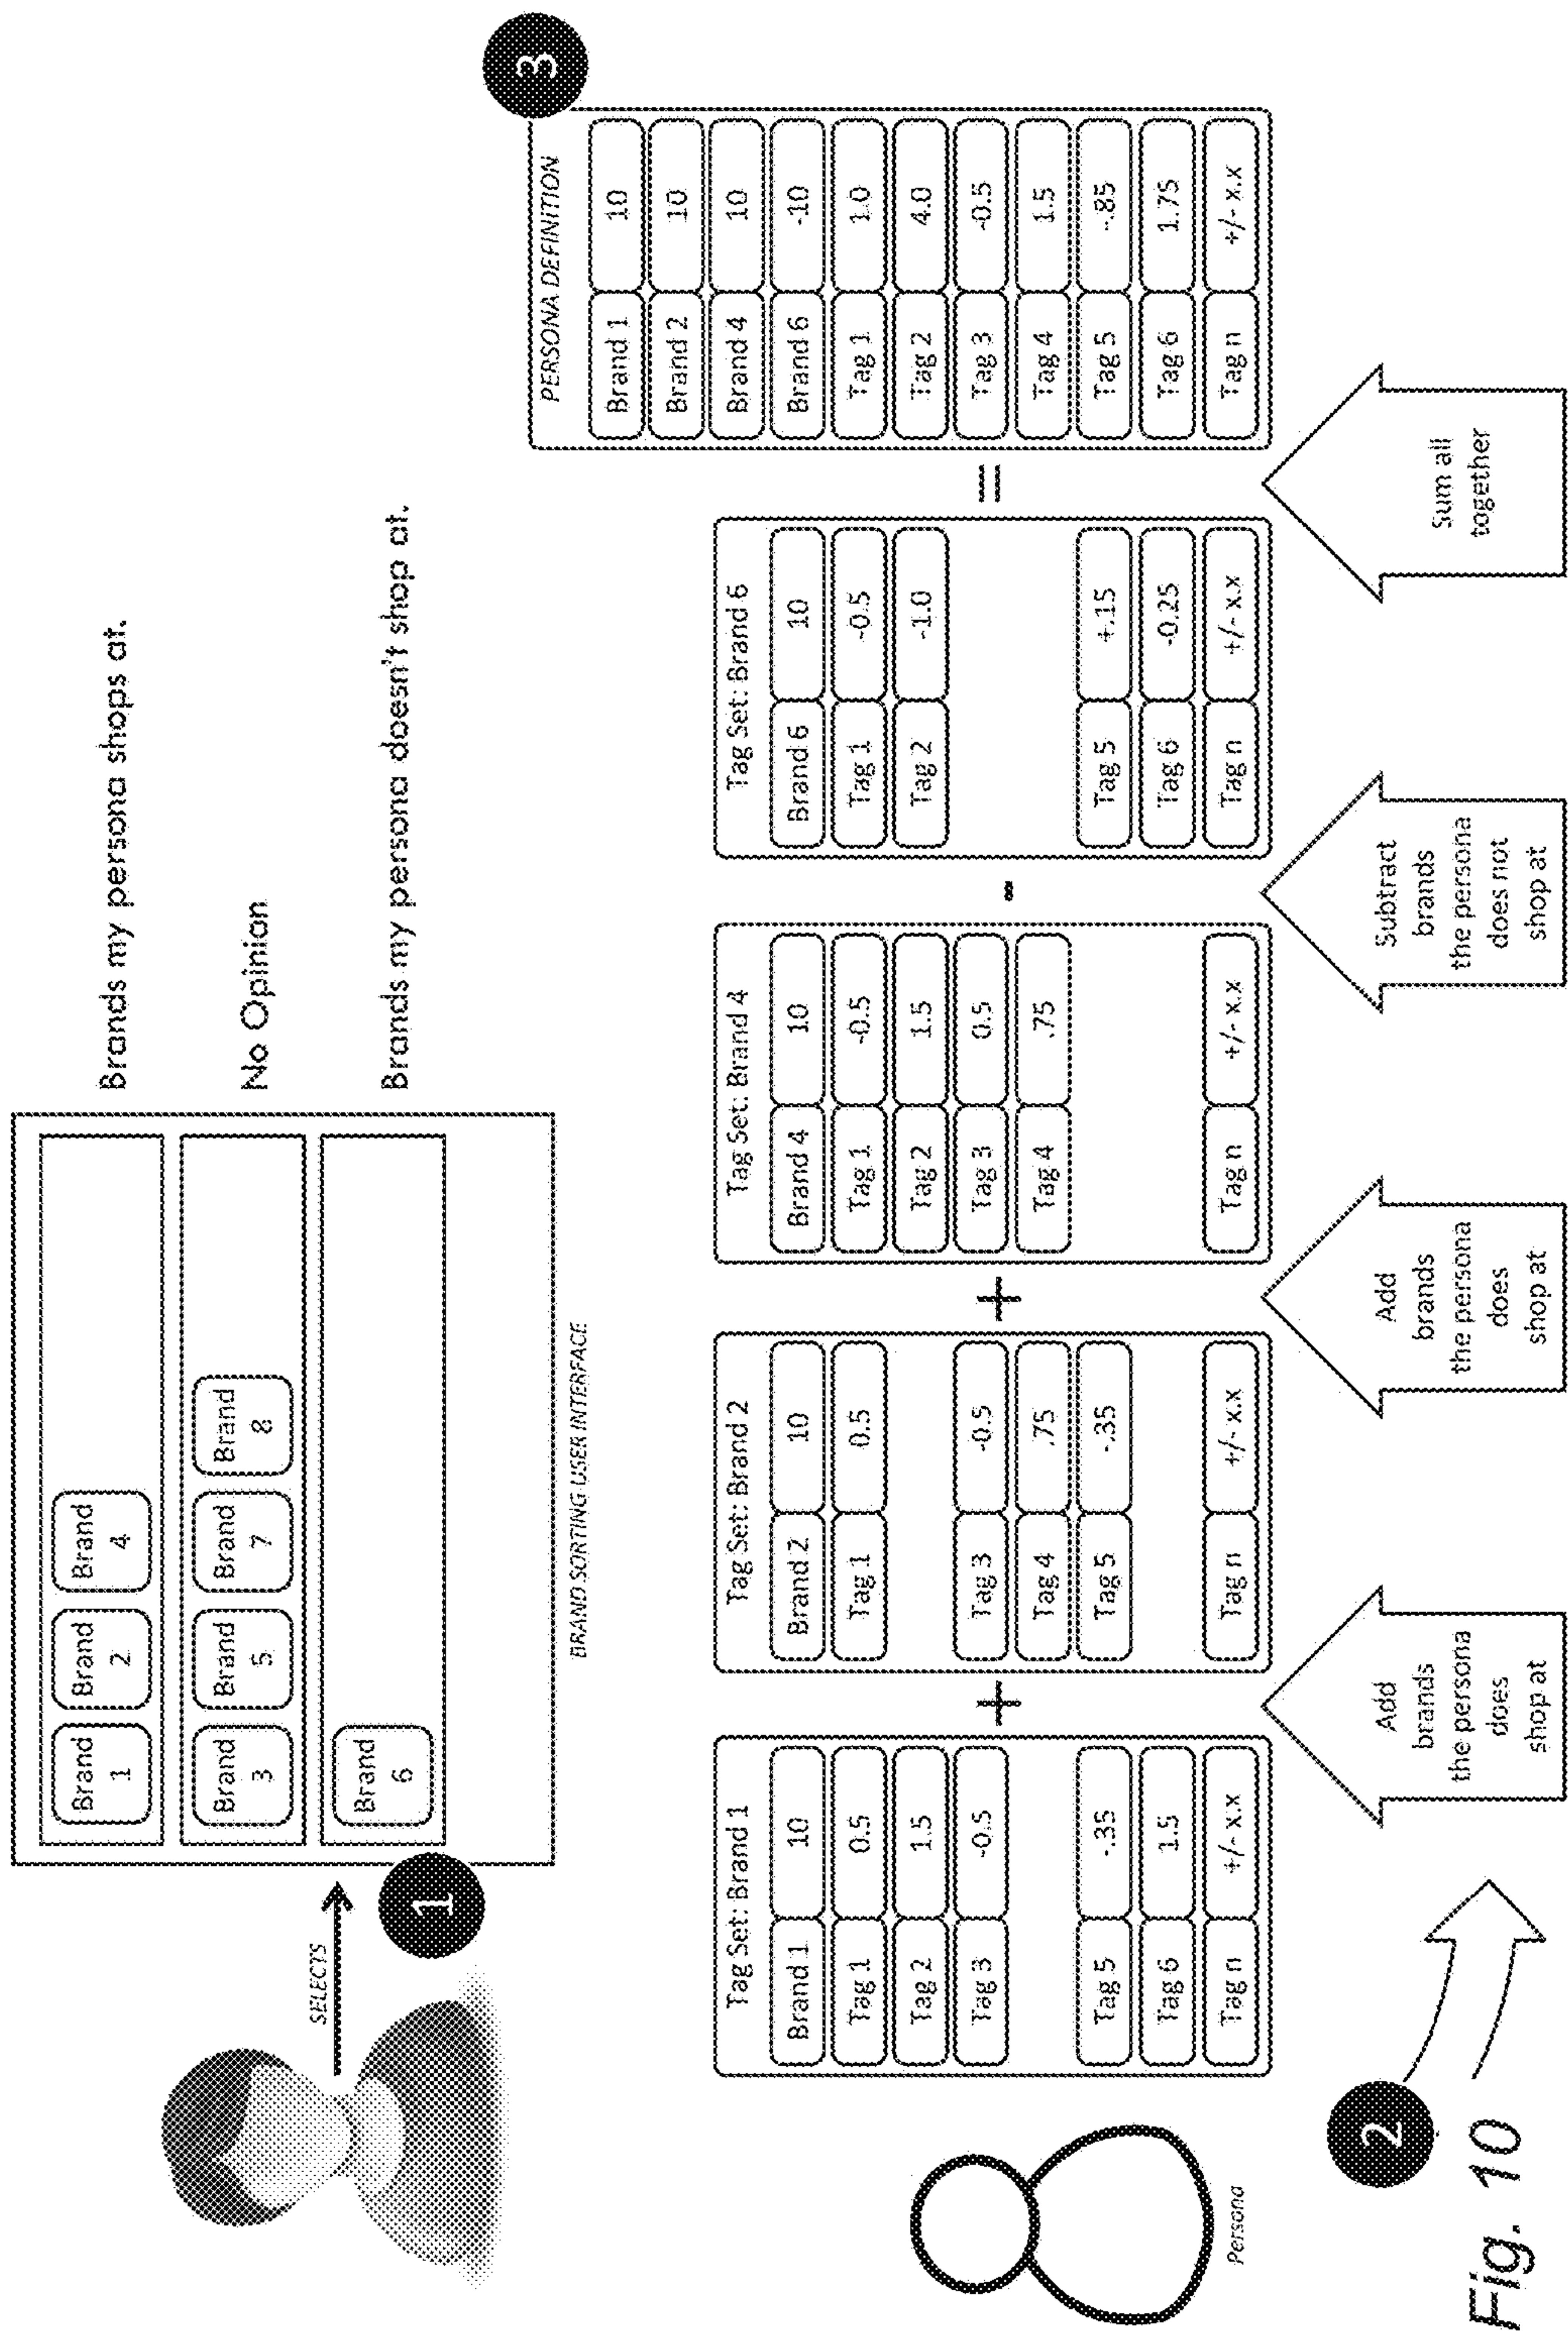 Brands my persona shops at.
No Opinion
Brands my persona doesn't shop at.
Brand
1
Brand
2
Brand
4
Brand
3
Brand
5
Brand
7
Brand
8
Brand
6
SELECTS
1
BRAND SORTING USER INTERFACE
3
Persona
Tag Set: Brand 1
Brand 1 10
Tag 1 0.5
Tag 2 1.5
Tag 3 -0.5
Tag 5 -.35
Tag 6 1.5
Tag n +/- x.x
+
Tag Set: Brand 2
Brand 2 10
Tag 1 0.5
Tag 3 -0.5
Tag 4 .75
Tag 5 -.35
Tag n +/- x.x
+
Tag Set: Brand 4
Brand 4 10
Tag 1 -0.5
Tag 2 1.5
Tag 3 0.5
Tag 4 .75
Tag n +/- x.x
-
Tag Set: Brand 6
Brand 6 10
Tag 1 -0.5
Tag 2 -1.0
Tag 5 +.15
Tag 6 -0.25
Tag n +/- x.x
=
PERSONA DEFINITION
Brand 1 10
Brand 2 10
Brand 4 10
Brand 6 -10
Tag 1 1.0
Tag 2 4.0
Tag 3 -0.5
Tag 4 1.5
Tag 5 -.85
Tag 6 1.75
Tag n +/- x.x
2
Add
brands
the persona
does
shop at
Add
brands
the persona
does
shop at
Subtract
brands
the persona
does not
shop at
Sum all
together
Fig. 10